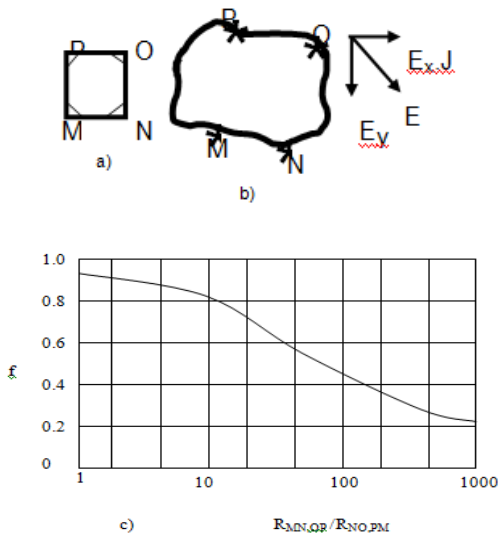 P O
M N
a)
P O
M N
b)
Ex,J
E
Ey
1.0
0.8
0.6
f
0.4
0.2
0
1 10 100 1000
c) RMN,OP/RNO,PM